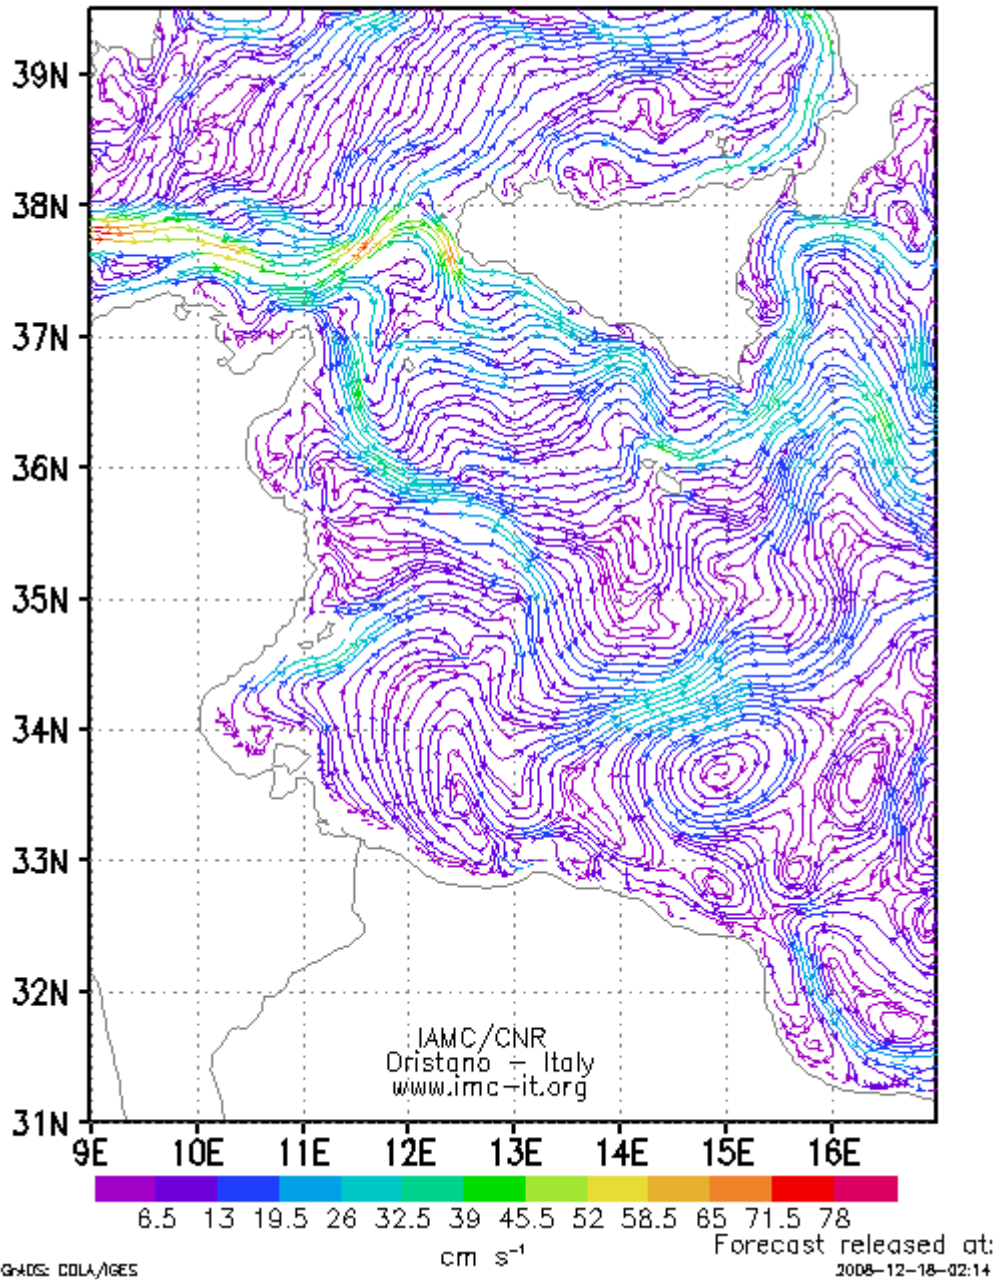 39N
38N
37N
36N
35N
34N
33N
32N
31N
IAMC/CNR
Oristano – Italy
www.imc-it.org
9E 10E 11E 12E 13E 14E 15E 16E
6.5 13 19.5 26 32.5 39 45.5 52 58.5 65 71.5 78
cm s⁻¹
Forecast released at:
GrADS: COLA/IGES
2008-12-18-02:14